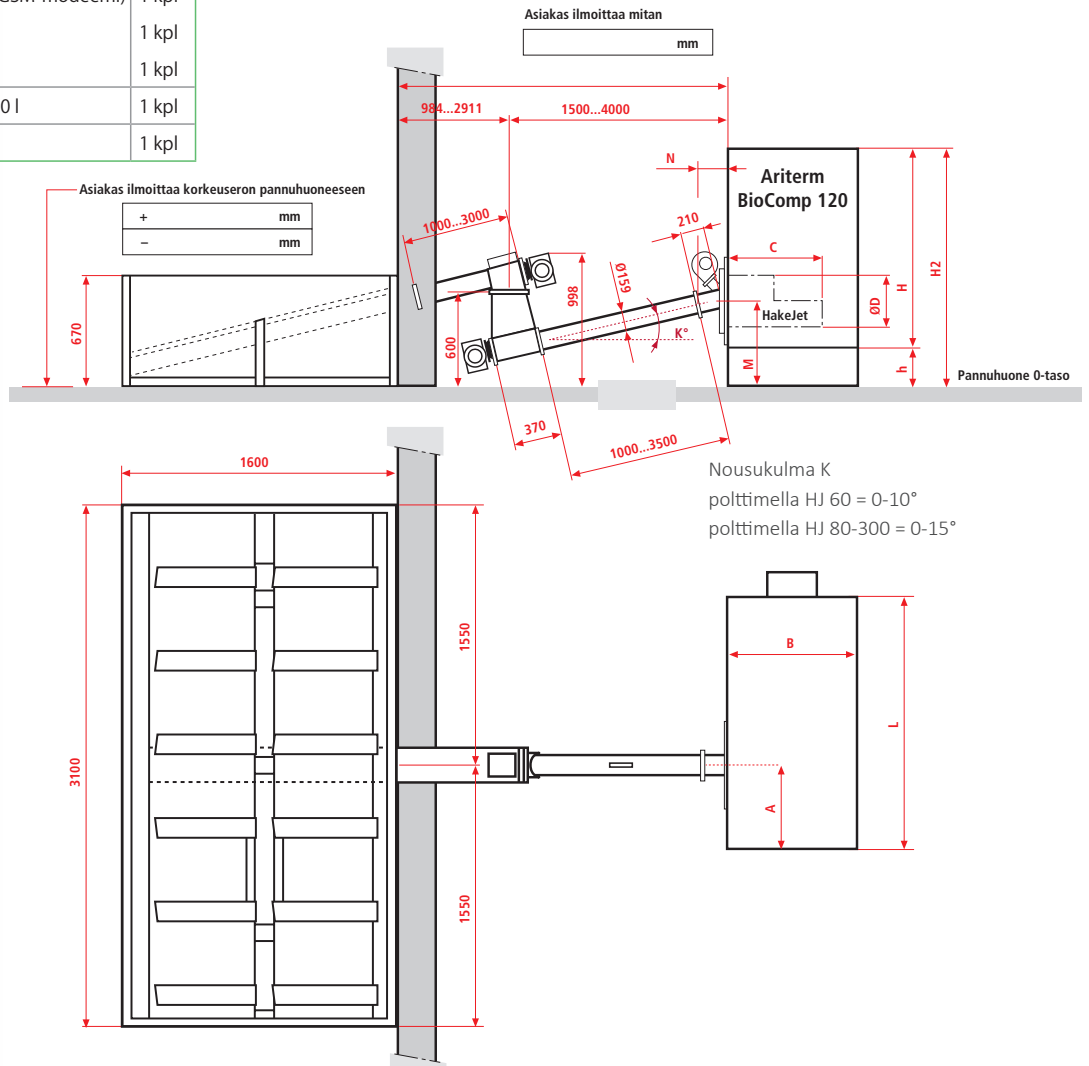 GSM-modeemi) 1 kpl
1 kpl
1 kpl
0 l 1 kpl
1 kpl
Asiakas ilmoittaa mitan
mm
984...2911
1500...4000
Asiakas ilmoittaa korkeuseron pannuhuoneeseen
+ mm
– mm
1000...3000
N
210
Ariterm
BioComp 120
C
HakeJet
ØD
H
H2
h
M
670
600
998
Ø159
K°
370
1000...3500
Pannuhuone 0-taso
Nousukulma K
polttimella HJ 60 = 0-10°
polttimella HJ 80-300 = 0-15°
1600
3100
1550
1550
B
L
A